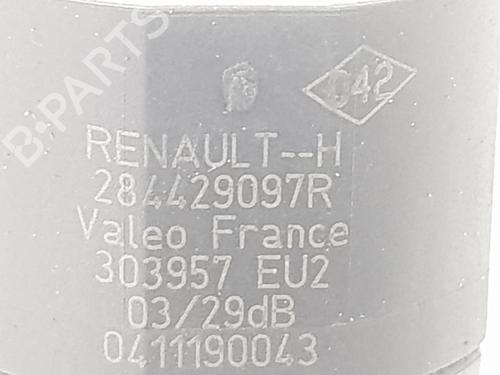 B-PARTS
042
RENAULT--H
284429097R
Valeo France
303957 EU2
03/29dB
0411190043